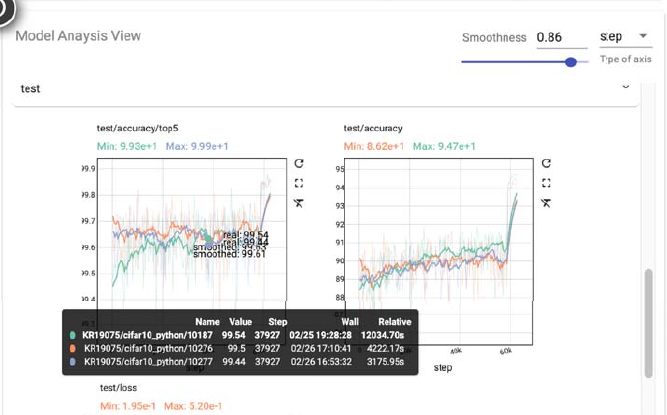 Model Anaysis View
Smoothness 0.86 step
Type of axis
test
test/accuracy/top5
Min: 9.93e+1 Max: 9.99e+1
99.8
99.7
99.6
99.5
99.4
real: 99.54
real: 99.44
smoothed: 99.63
smoothed: 99.61
test/accuracy
Min: 8.62e+1 Max: 9.47e+1
95
94
93
92
91
90
89
88
40k 60k
step
Name Value Step Wall Relative
KR19075/cifar10_python/10187 99.54 37927 02/25 19:28:28 12034.70s
KR19075/cifar10_python/10276 99.5 37927 02/26 17:10:41 4222.17s
KR19075/cifar10_python/10277 99.44 37927 02/26 16:53:32 3175.95s
step
test/loss
Min: 1.95e-1 Max: 5.20e-1